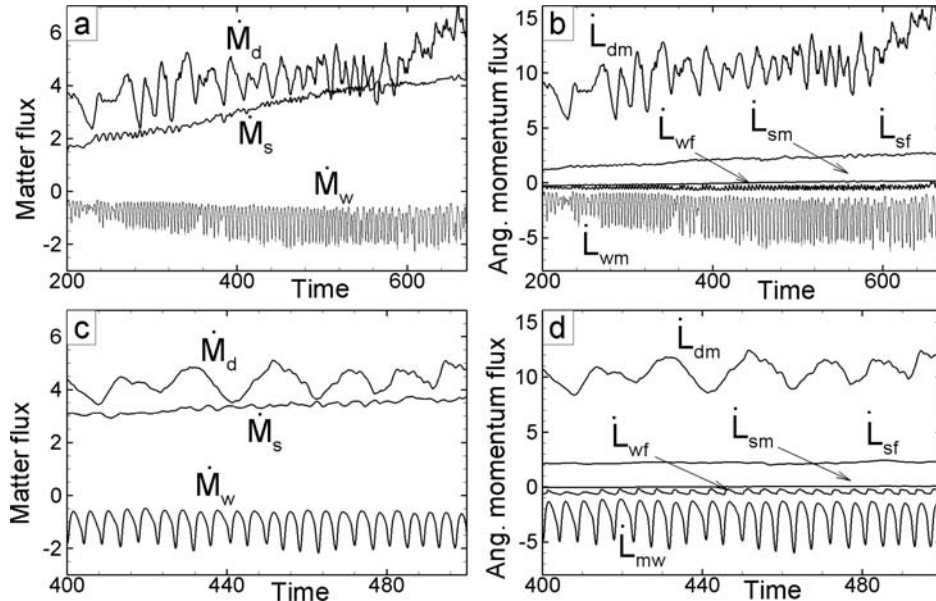 a
6
4
2
0
-2
Matter flux
Ṁd
Ṁs
Ṁw
200
400
Time
600
b
15
10
5
0
-5
Ang. momentum flux
L̇dm
L̇wf
L̇sm
L̇sf
L̇wm
200
400
Time
600
c
6
4
2
0
-2
Matter flux
Ṁd
Ṁs
Ṁw
400
440
Time
480
d
15
10
5
0
-5
Ang. momentum flux
L̇dm
L̇wf
L̇sm
L̇sf
L̇mw
400
440
Time
480